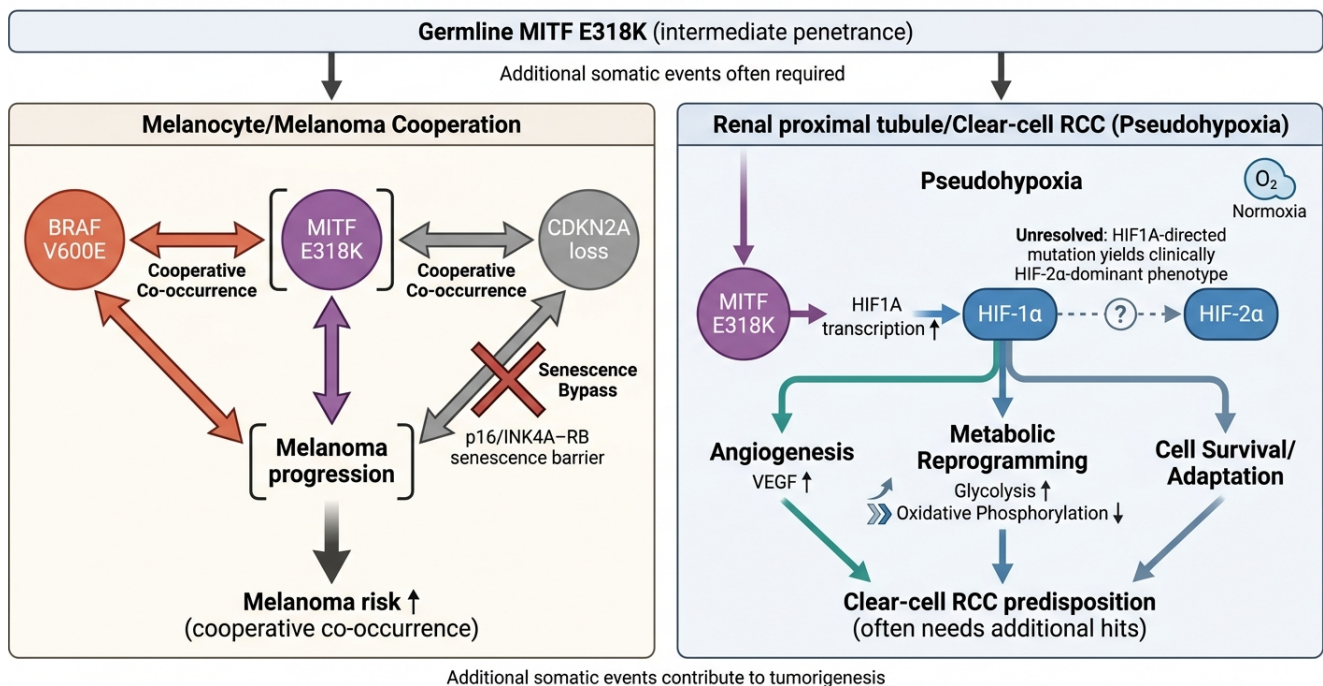 Germline MITF E318K (intermediate penetrance)
Additional somatic events often required
Melanocyte/Melanoma Cooperation
BRAF
V600E
MITF
E318K
CDKN2A
loss
Cooperative
Co-occurrence
Cooperative
Co-occurrence
Senescence
Bypass
p16/INK4A–RB
senescence barrier
Melanoma
progression
Melanoma risk ↑
(cooperative co-occurrence)
Renal proximal tubule/Clear-cell RCC (Pseudohypoxia)
Pseudohypoxia
O₂
Normoxia
Unresolved: HIF1A-directed
mutation yields clinically
HIF-2α-dominant phenotype
MITF
E318K
HIF1A
transcription ↑
HIF-1α
?
HIF-2α
Angiogenesis
VEGF ↑
Metabolic
Reprogramming
Glycolysis ↑
Oxidative Phosphorylation ↓
Cell Survival/
Adaptation
Clear-cell RCC predisposition
(often needs additional hits)
Additional somatic events contribute to tumorigenesis